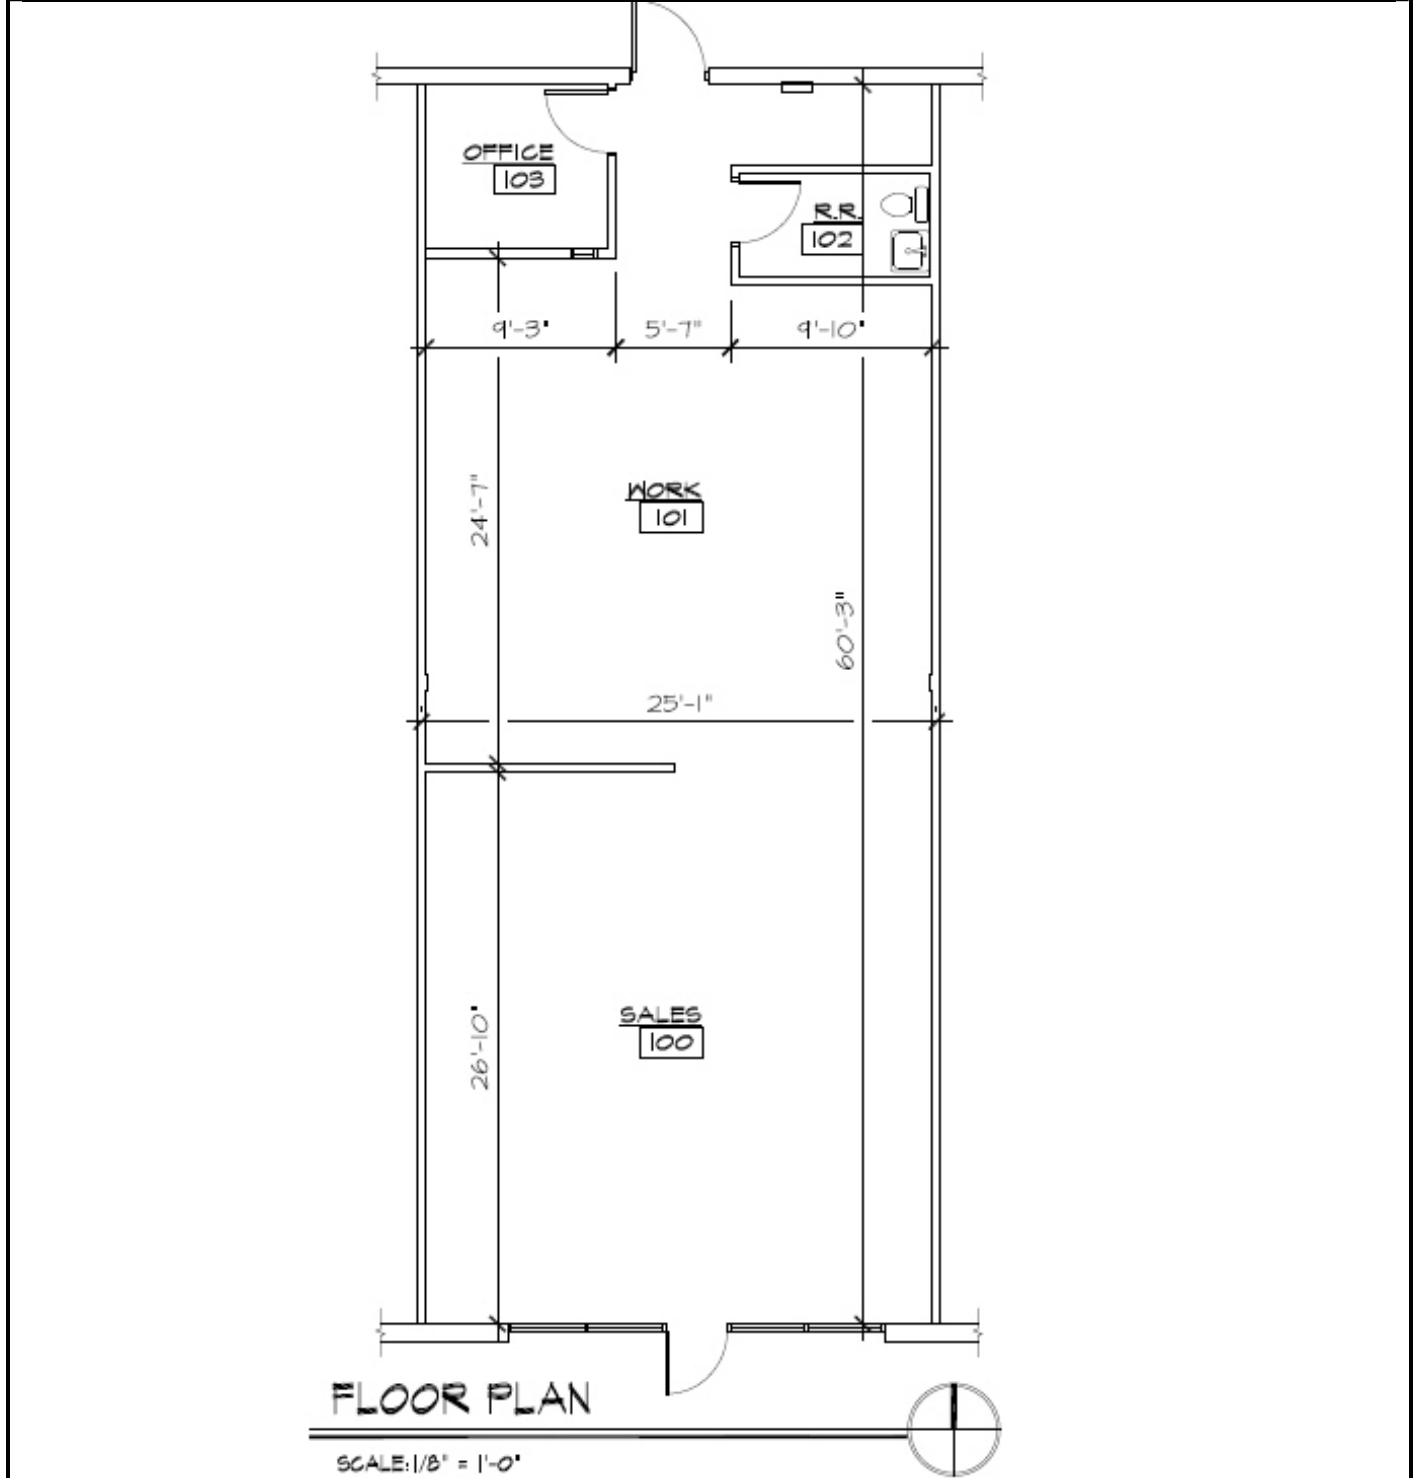 OFFICE
103
R.R.
102
9'-3"
5'-7"
9'-10"
WORK
101
24'-7"
60'-3"
25'-1"
SALES
100
26'-10"
FLOOR PLAN
SCALE:1/8" = 1'-0"